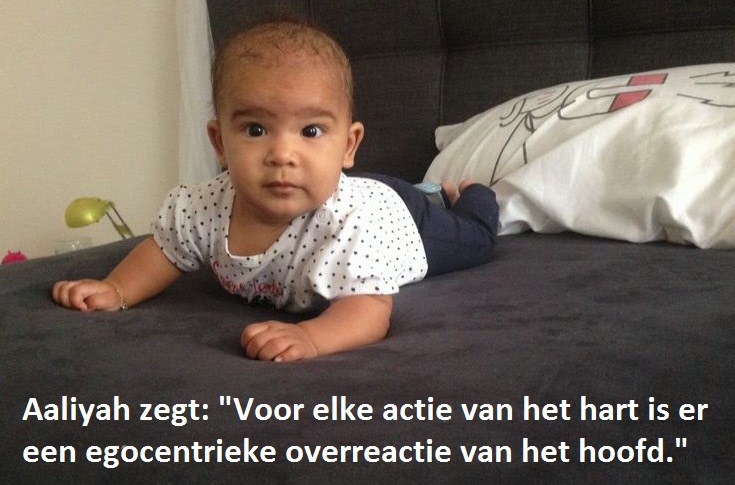 Aaliyah zegt: "Voor elke actie van het hart is er
een egocentrieke overreactie van het hoofd."